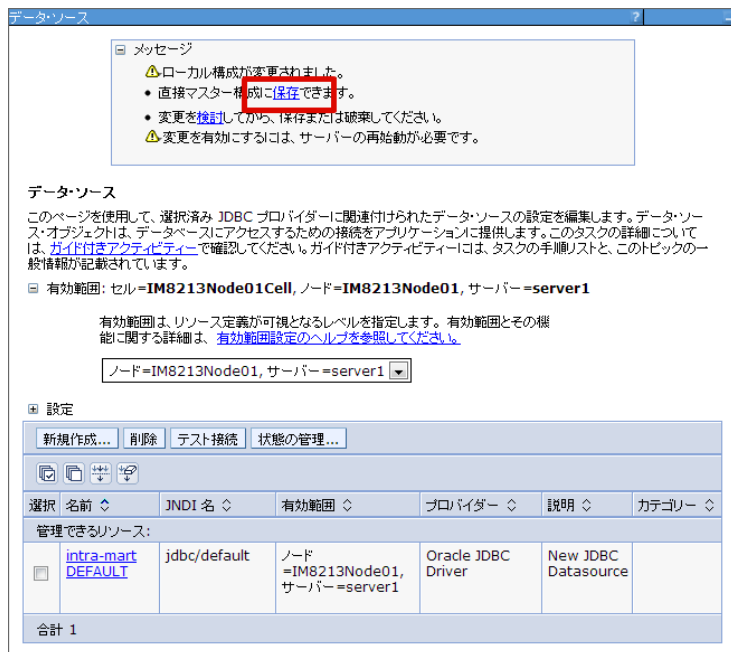 データ・ソース ?
メッセージ
ローカル構成が変更されました。
直接マスター構成に保存できます。
変更を検討してから、保存または破棄してください。
変更を有効にするには、サーバーの再始動が必要です。
データ・ソース
このページを使用して、選択済み JDBC プロバイダーに関連付けられたデータ・ソースの設定を編集します。データ・ソー
ス・オブジェクトは、データベースにアクセスするための接続をアプリケーションに提供します。このタスクの詳細について
は、ガイド付きアクティビティーで確認してください。ガイド付きアクティビティーには、タスクの手順リストと、このトピックの一
般情報が記載されています。
有効範囲: セル=IM8213Node01Cell, ノード=IM8213Node01, サーバー=server1
有効範囲は、リソース定義が可視となるレベルを指定します。有効範囲とその機
能に関する詳細は、有効範囲設定のヘルプを参照してください。
ノード=IM8213Node01, サーバー=server1
設定
新規作成... 削除 テスト接続 状態の管理...
選択 名前 JNDI 名 有効範囲 プロバイダー 説明 カテゴリー
管理できるリソース:
intra-mart jdbc/default ノード Oracle JDBC New JDBC
DEFAULT =IM8213Node01, Driver Datasource
サーバー=server1
合計 1